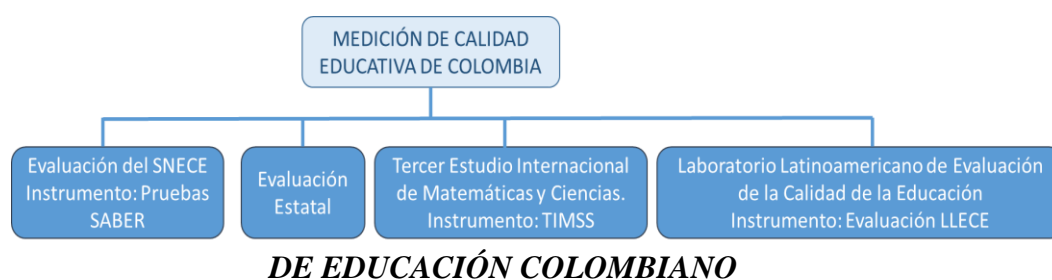 MEDICIÓN DE CALIDAD
EDUCATIVA DE COLOMBIA
Evaluación del SNECE
Instrumento: Pruebas
SABER
Evaluación
Estatal
Tercer Estudio Internacional
de Matemáticas y Ciencias.
Instrumento: TIMSS
Laboratorio Latinoamericano de Evaluación
de la Calidad de la Educación
Instrumento: Evaluación LLECE
DE EDUCACIÓN COLOMBIANO